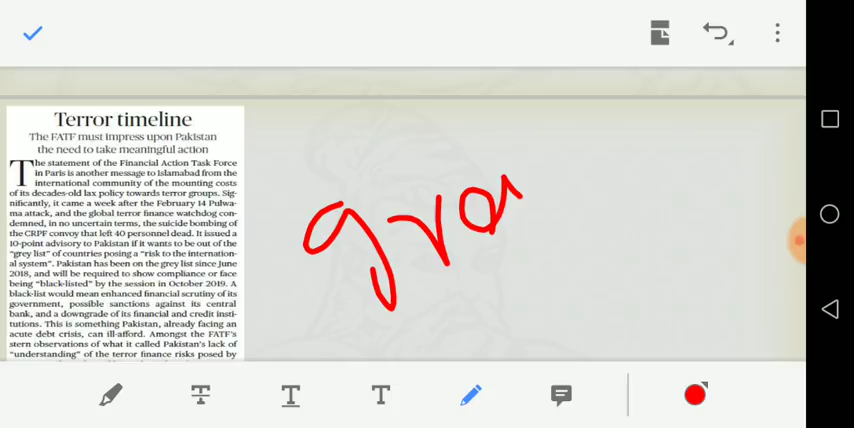 Terror timeline
The FATF must impress upon Pakistan
the need to take meaningful action
The statement of the Financial Action Task Force
in Paris is another message to Islamabad from the
international community of the mounting costs
of its decades-old lax policy towards terror groups. Sig-
nificantly, it came a week after the February 14 Pulwa-
ma attack, and the global terror finance watchdog con-
demned, in no uncertain terms, the suicide bombing of
the CRPF convoy that left 40 personnel dead. It issued a
10-point advisory to Pakistan if it wants to be out of the
"grey list" of countries posing a "risk to the internation-
al system". Pakistan has been on the grey list since June
2018, and will be required to show compliance or face
being "black-listed" by the session in October 2019. A
black-list would mean enhanced financial scrutiny of its
government, possible sanctions against its central
bank, and a downgrade of its financial and credit insti-
tutions. This is something Pakistan, already facing an
acute debt crisis, can ill-afford. Amongst the FATF's
stern observations of what it called Pakistan's lack of
"understanding" of the terror finance risks posed by
gra
T
T
T